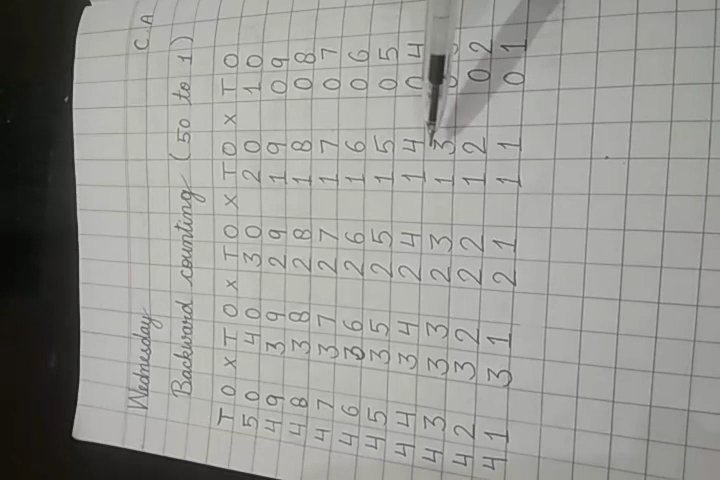 Wednesday C.A
Backward counting (50 to 1)
T O x T O x T O x T O x T O
5 0 4 0 3 0 2 0 1 0
4 9 3 9 2 9 1 9 0 9
4 8 3 8 2 8 1 8 0 8
4 7 3 7 2 7 1 7 0 7
4 6 3 6 2 6 1 6 0 6
4 5 3 5 2 5 1 5 0 5
4 4 3 4 2 4 1 4 0 4
4 3 3 3 2 3 1 3
4 2 3 2 2 2 1 2 0 2
4 1 3 1 2 1 1 1 0 1